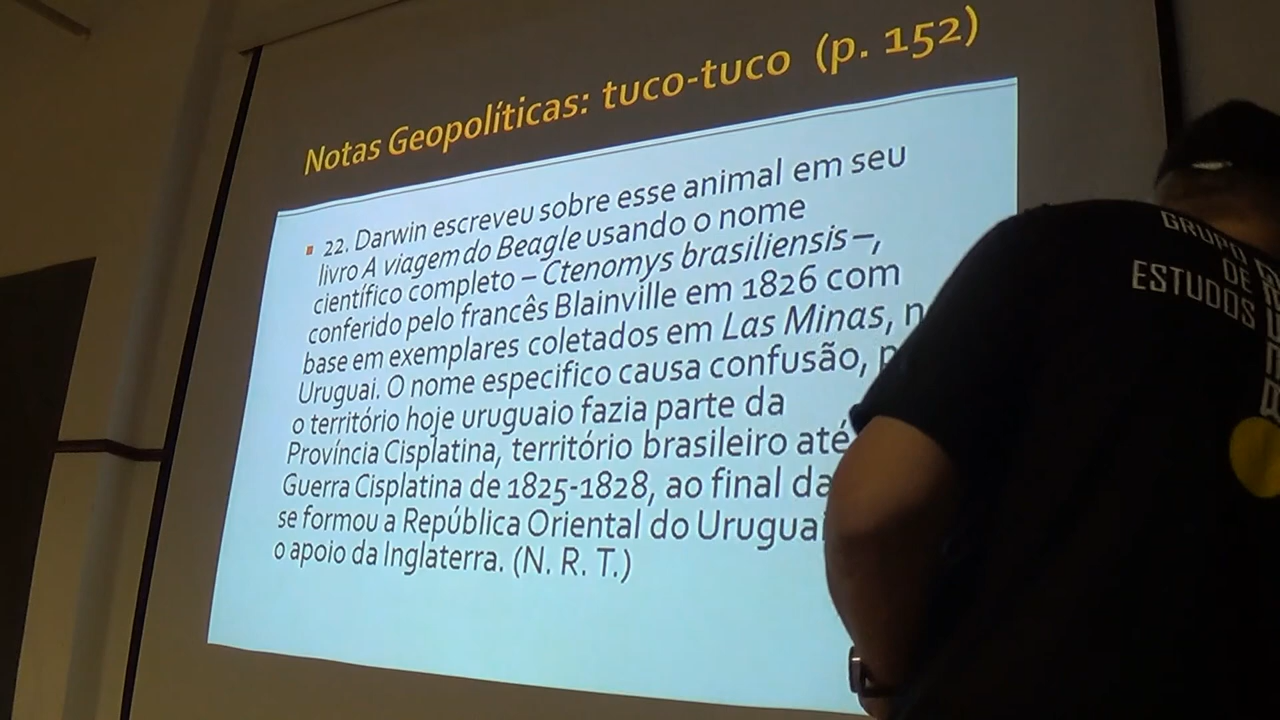 Notas Geopolíticas: tuco-tuco (p. 152)
22. Darwin escreveu sobre esse animal em seu
livro A viagem do Beagle usando o nome
científico completo – Ctenomys brasiliensis –,
conferido pelo francês Blainville em 1826 com
base em exemplares coletados em Las Minas,
Uruguai. O nome especifico causa confusão,
o território hoje uruguaio fazia parte da
Província Cisplatina, território brasileiro até
Guerra Cisplatina de 1825-1828, ao final da
se formou a República Oriental do
o apoio da Inglaterra. (N. R. T.)
GRUPO
DE
ESTUDOS